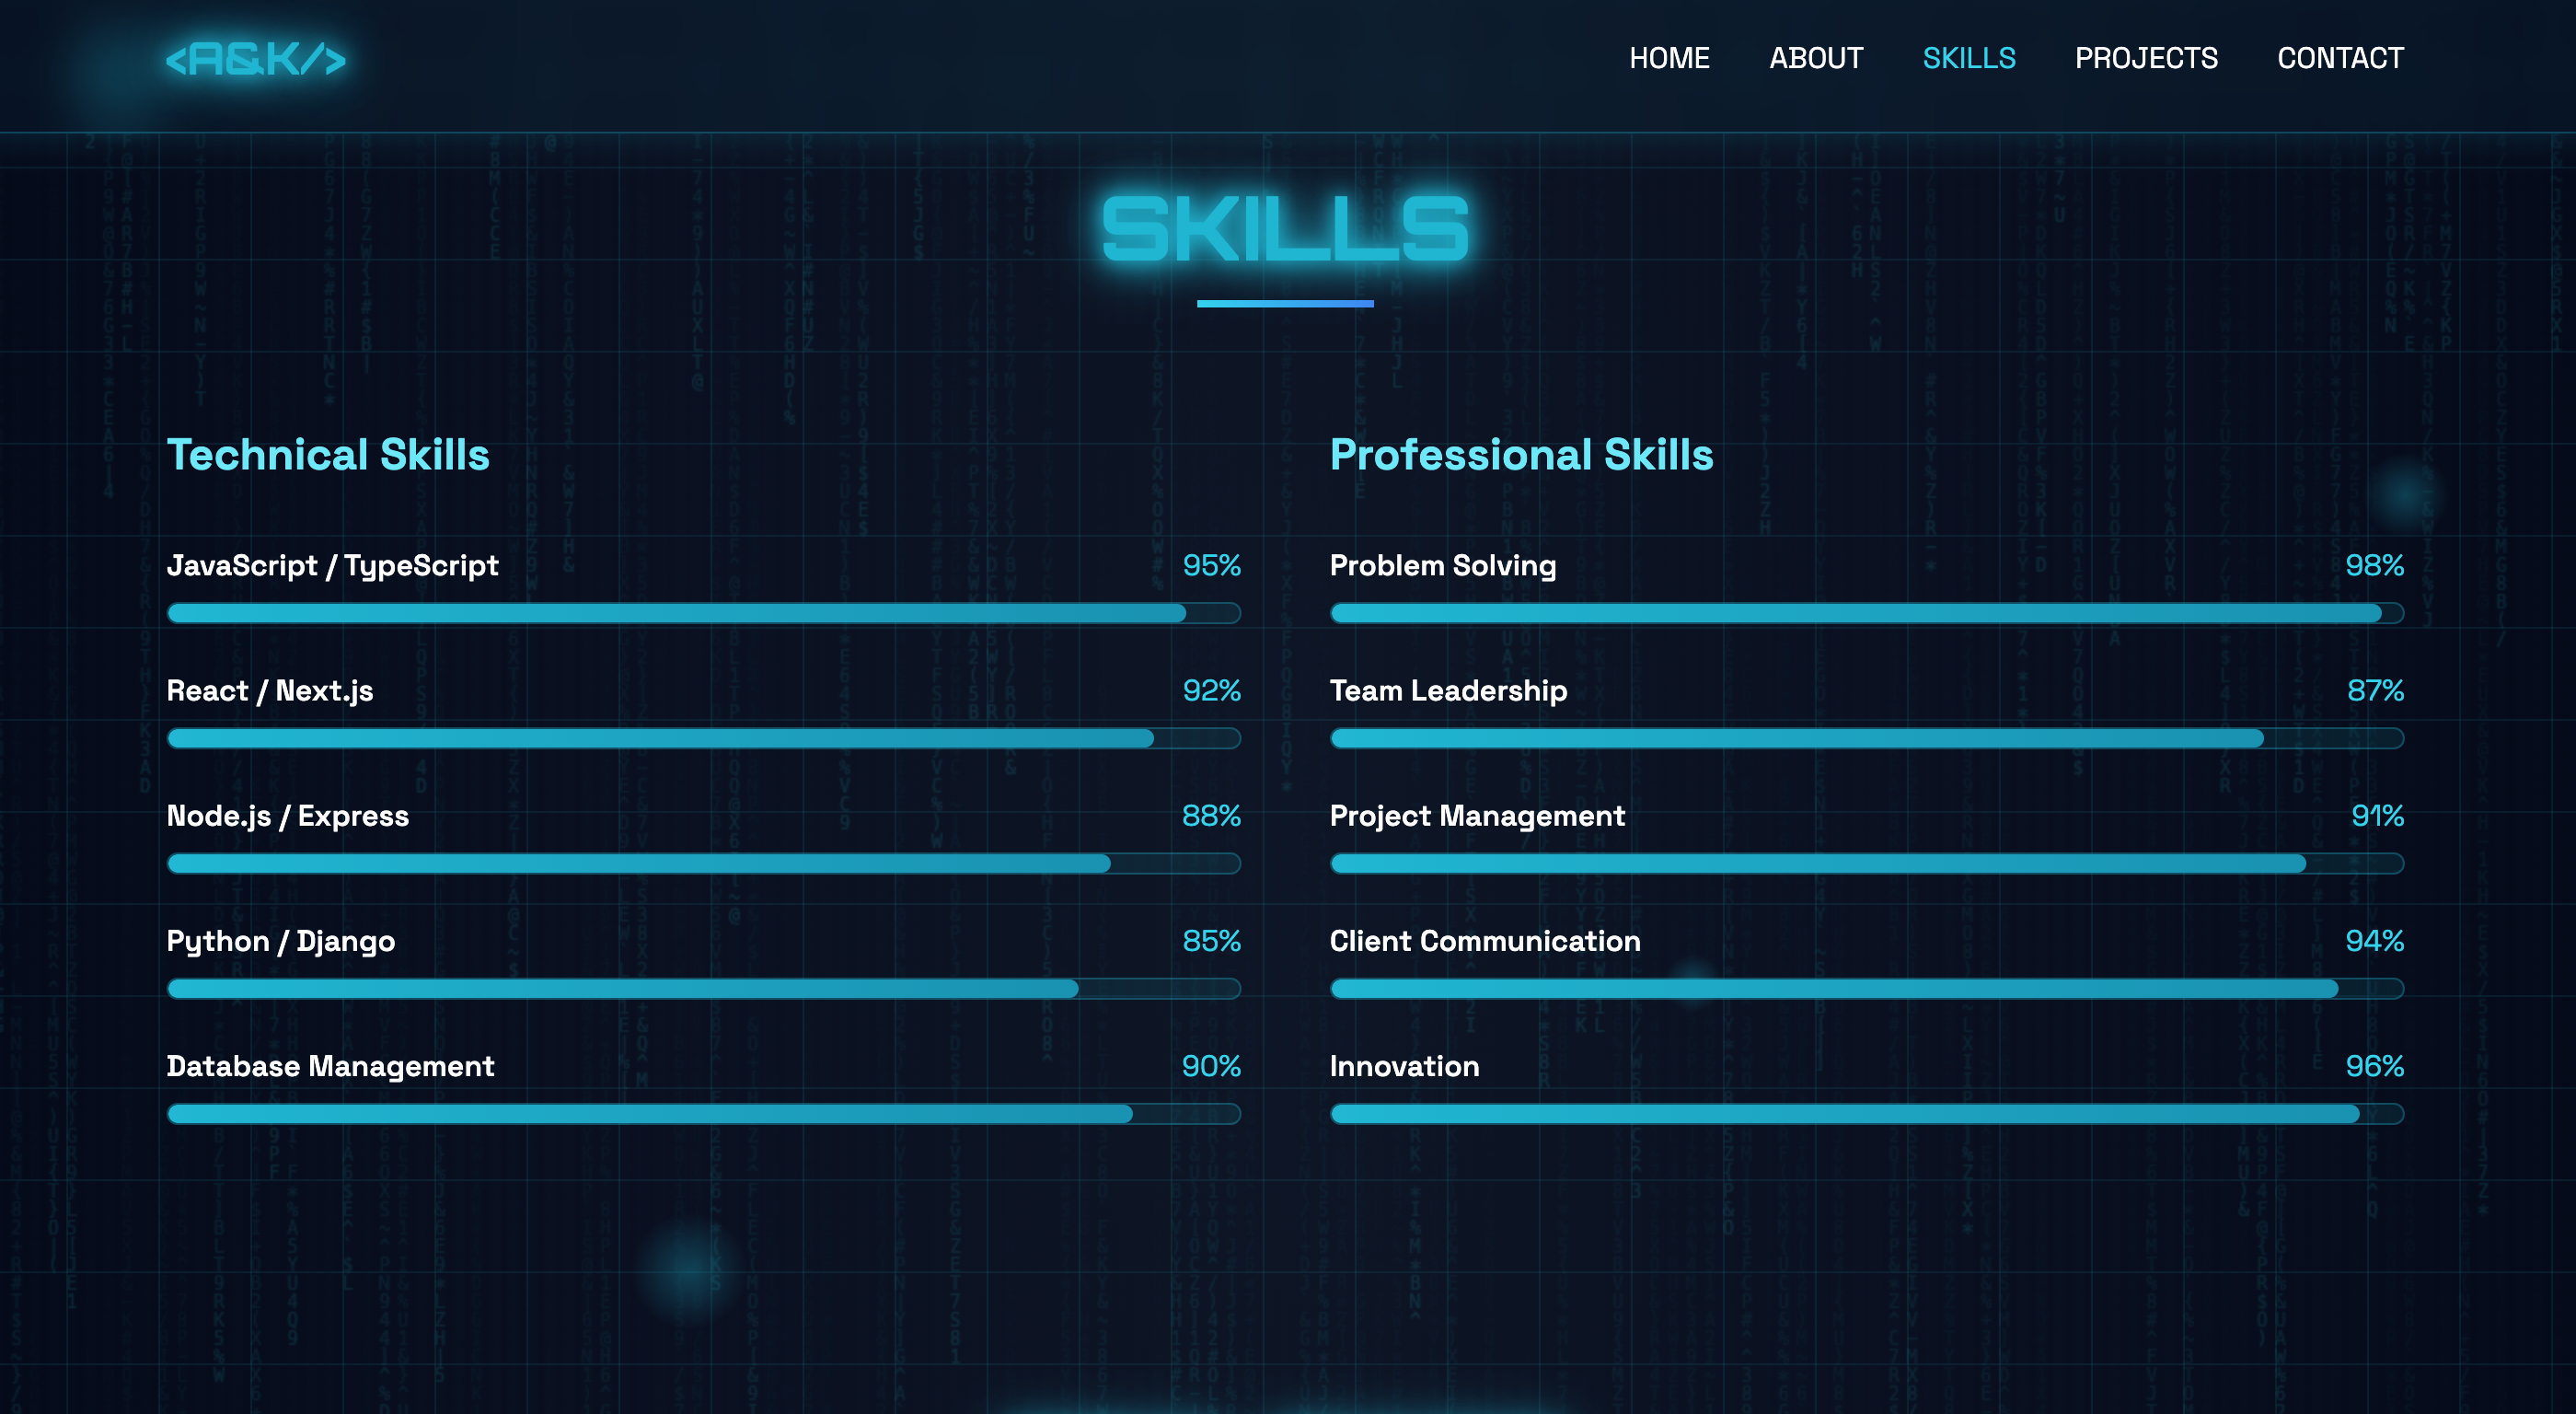 <A&K/>
HOME ABOUT SKILLS PROJECTS CONTACT
SKILLS
Technical Skills
JavaScript / TypeScript 95%
React / Next.js 92%
Node.js / Express 88%
Python / Django 85%
Database Management 90%
Professional Skills
Problem Solving 98%
Team Leadership 87%
Project Management 91%
Client Communication 94%
Innovation 96%